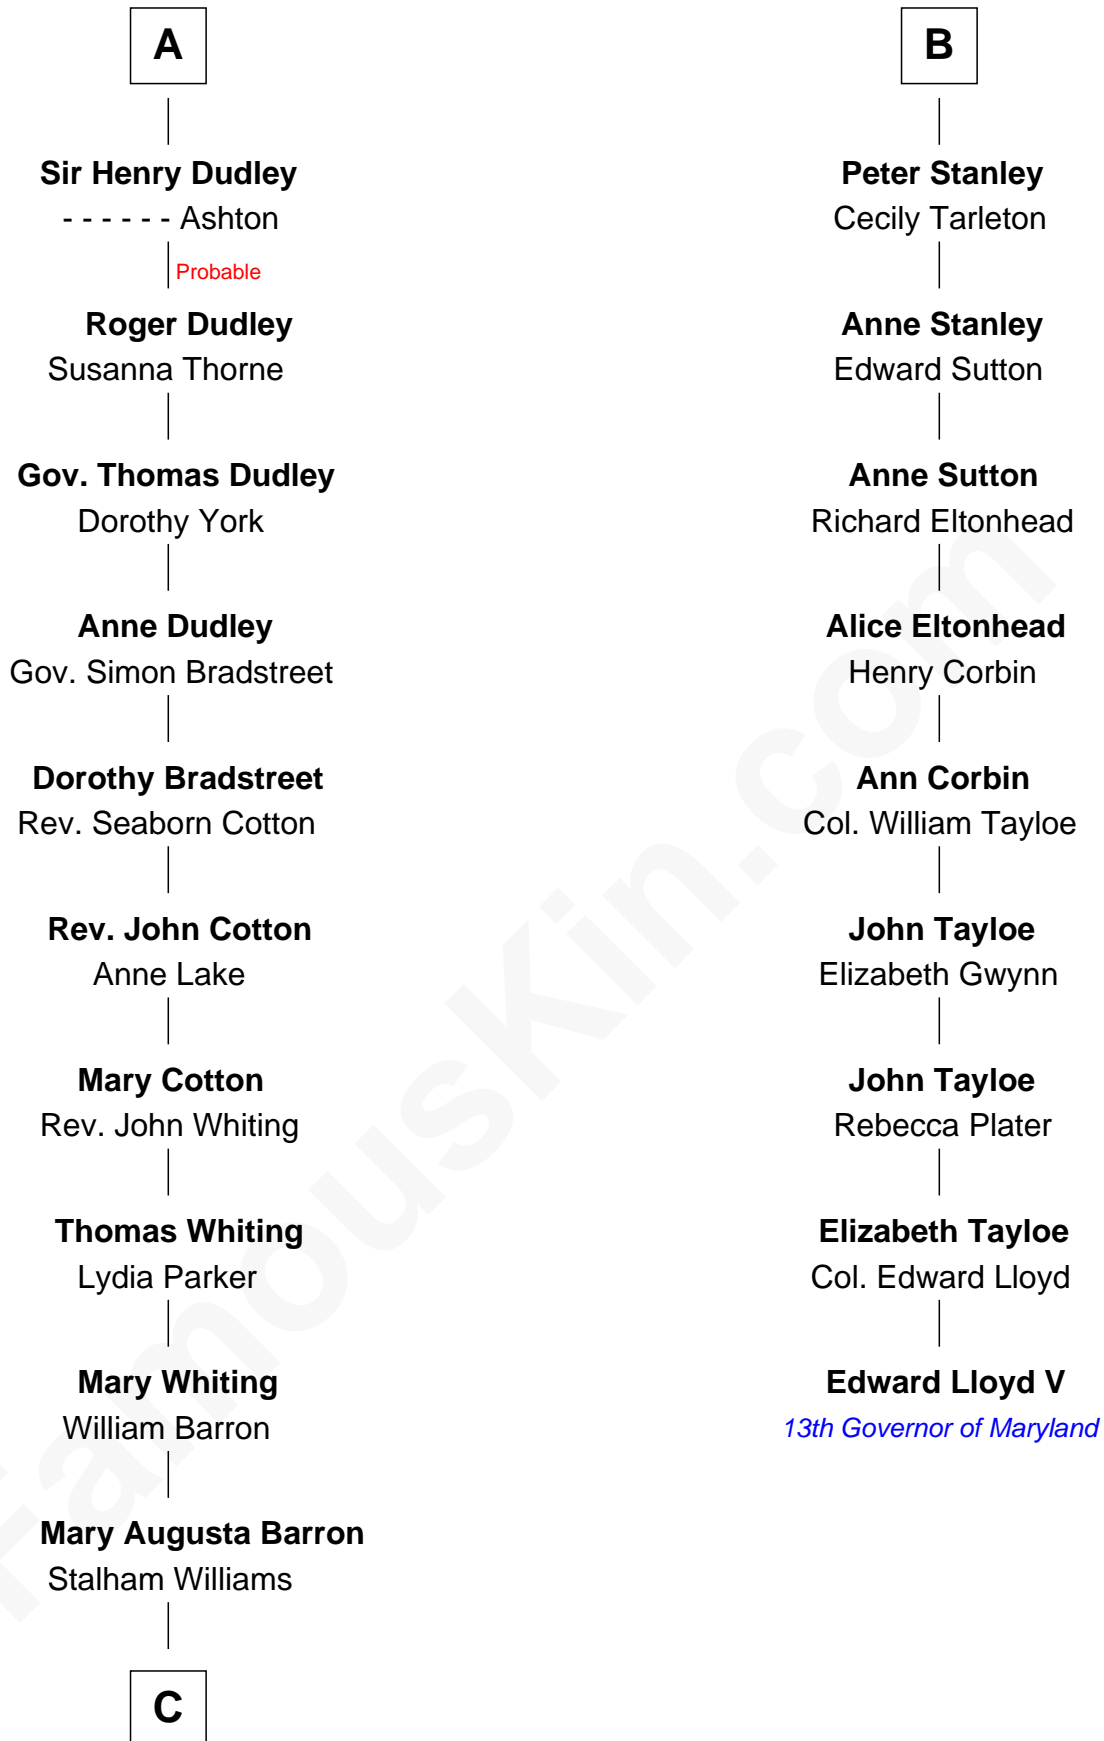 A
Sir Henry Dudley
- - - - - - Ashton
Probable
Roger Dudley
Susanna Thorne
Gov. Thomas Dudley
Dorothy York
Anne Dudley
Gov. Simon Bradstreet
Dorothy Bradstreet
Rev. Seaborn Cotton
Rev. John Cotton
Anne Lake
Mary Cotton
Rev. John Whiting
Thomas Whiting
Lydia Parker
Mary Whiting
William Barron
Mary Augusta Barron
Stalham Williams
C
B
Peter Stanley
Cecily Tarleton
Anne Stanley
Edward Sutton
Anne Sutton
Richard Eltonhead
Alice Eltonhead
Henry Corbin
Ann Corbin
Col. William Tayloe
John Tayloe
Elizabeth Gwynn
John Tayloe
Rebecca Plater
Elizabeth Tayloe
Col. Edward Lloyd
Edward Lloyd V
13th Governor of Maryland
FamousKin.com